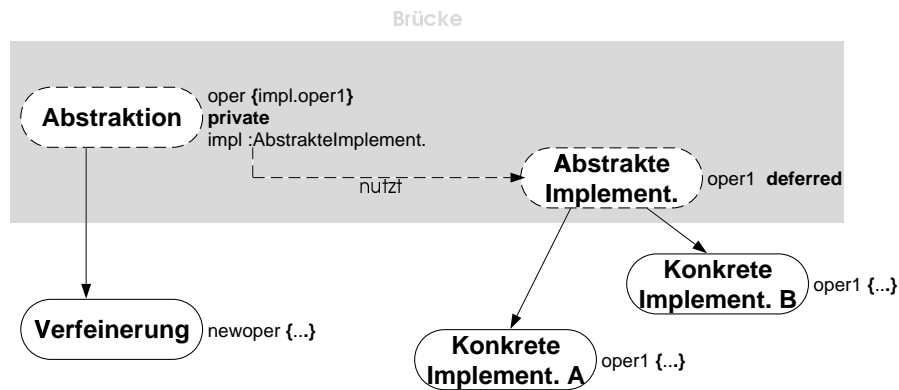 Brücke
Abstraktion
oper {impl.oper1}
private
impl :AbstrakteImplement.
nutzt
Abstrakte
Implement.
oper1 deferred
Konkrete
Implement. B
oper1 {...}
Verfeinerung
newoper {...}
Konkrete
Implement. A
oper1 {...}